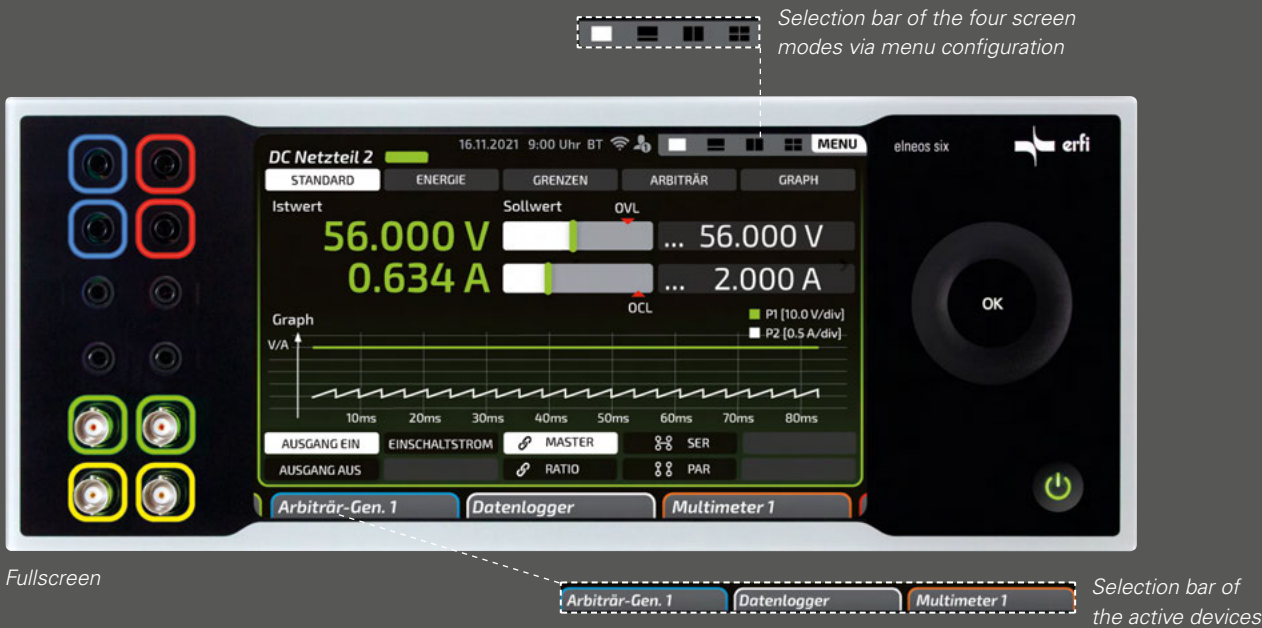 Selection bar of the four screen
modes via menu configuration
16.11.2021 9:00 Uhr BT
MENU
DC Netzteil 2
STANDARD ENERGIE GRENZEN ARBITRÄR GRAPH
Istwert Sollwert OVL
56.000 V ... 56.000 V
0.634 A ... 2.000 A
OCL
Graph
P1 [10.0 V/div]
P2 [0.5 A/div]
V/A
10ms 20ms 30ms 40ms 50ms 60ms 70ms 80ms
AUSGANG EIN EINSCHALTSTROM MASTER SER
AUSGANG AUS RATIO PAR
Arbiträr-Gen. 1 Datenlogger Multimeter 1
elneos six
erfi
OK
Fullscreen
Arbiträr-Gen. 1 Datenlogger Multimeter 1
Selection bar of
the active devices